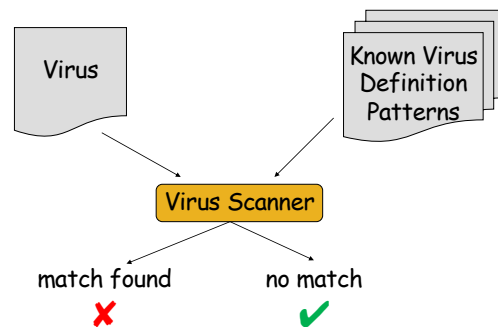 Virus
Known Virus
Definition
Patterns
Virus Scanner
match found
no match